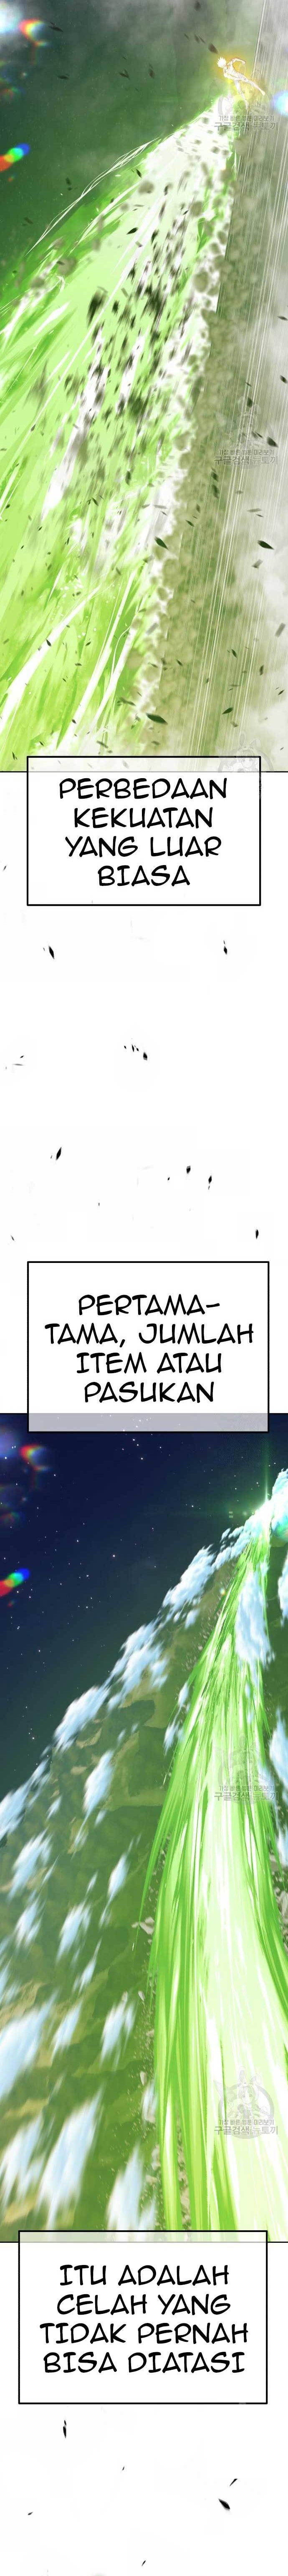 PERBEDAAN
KEKUATAN
YANG LUAR
BIASA
PERTAMA-
TAMA, JUMLAH
ITEM ATAU
PASUKAN
ITU ADALAH
CELAH YANG
TIDAK PERNAH
BISA DIATASI